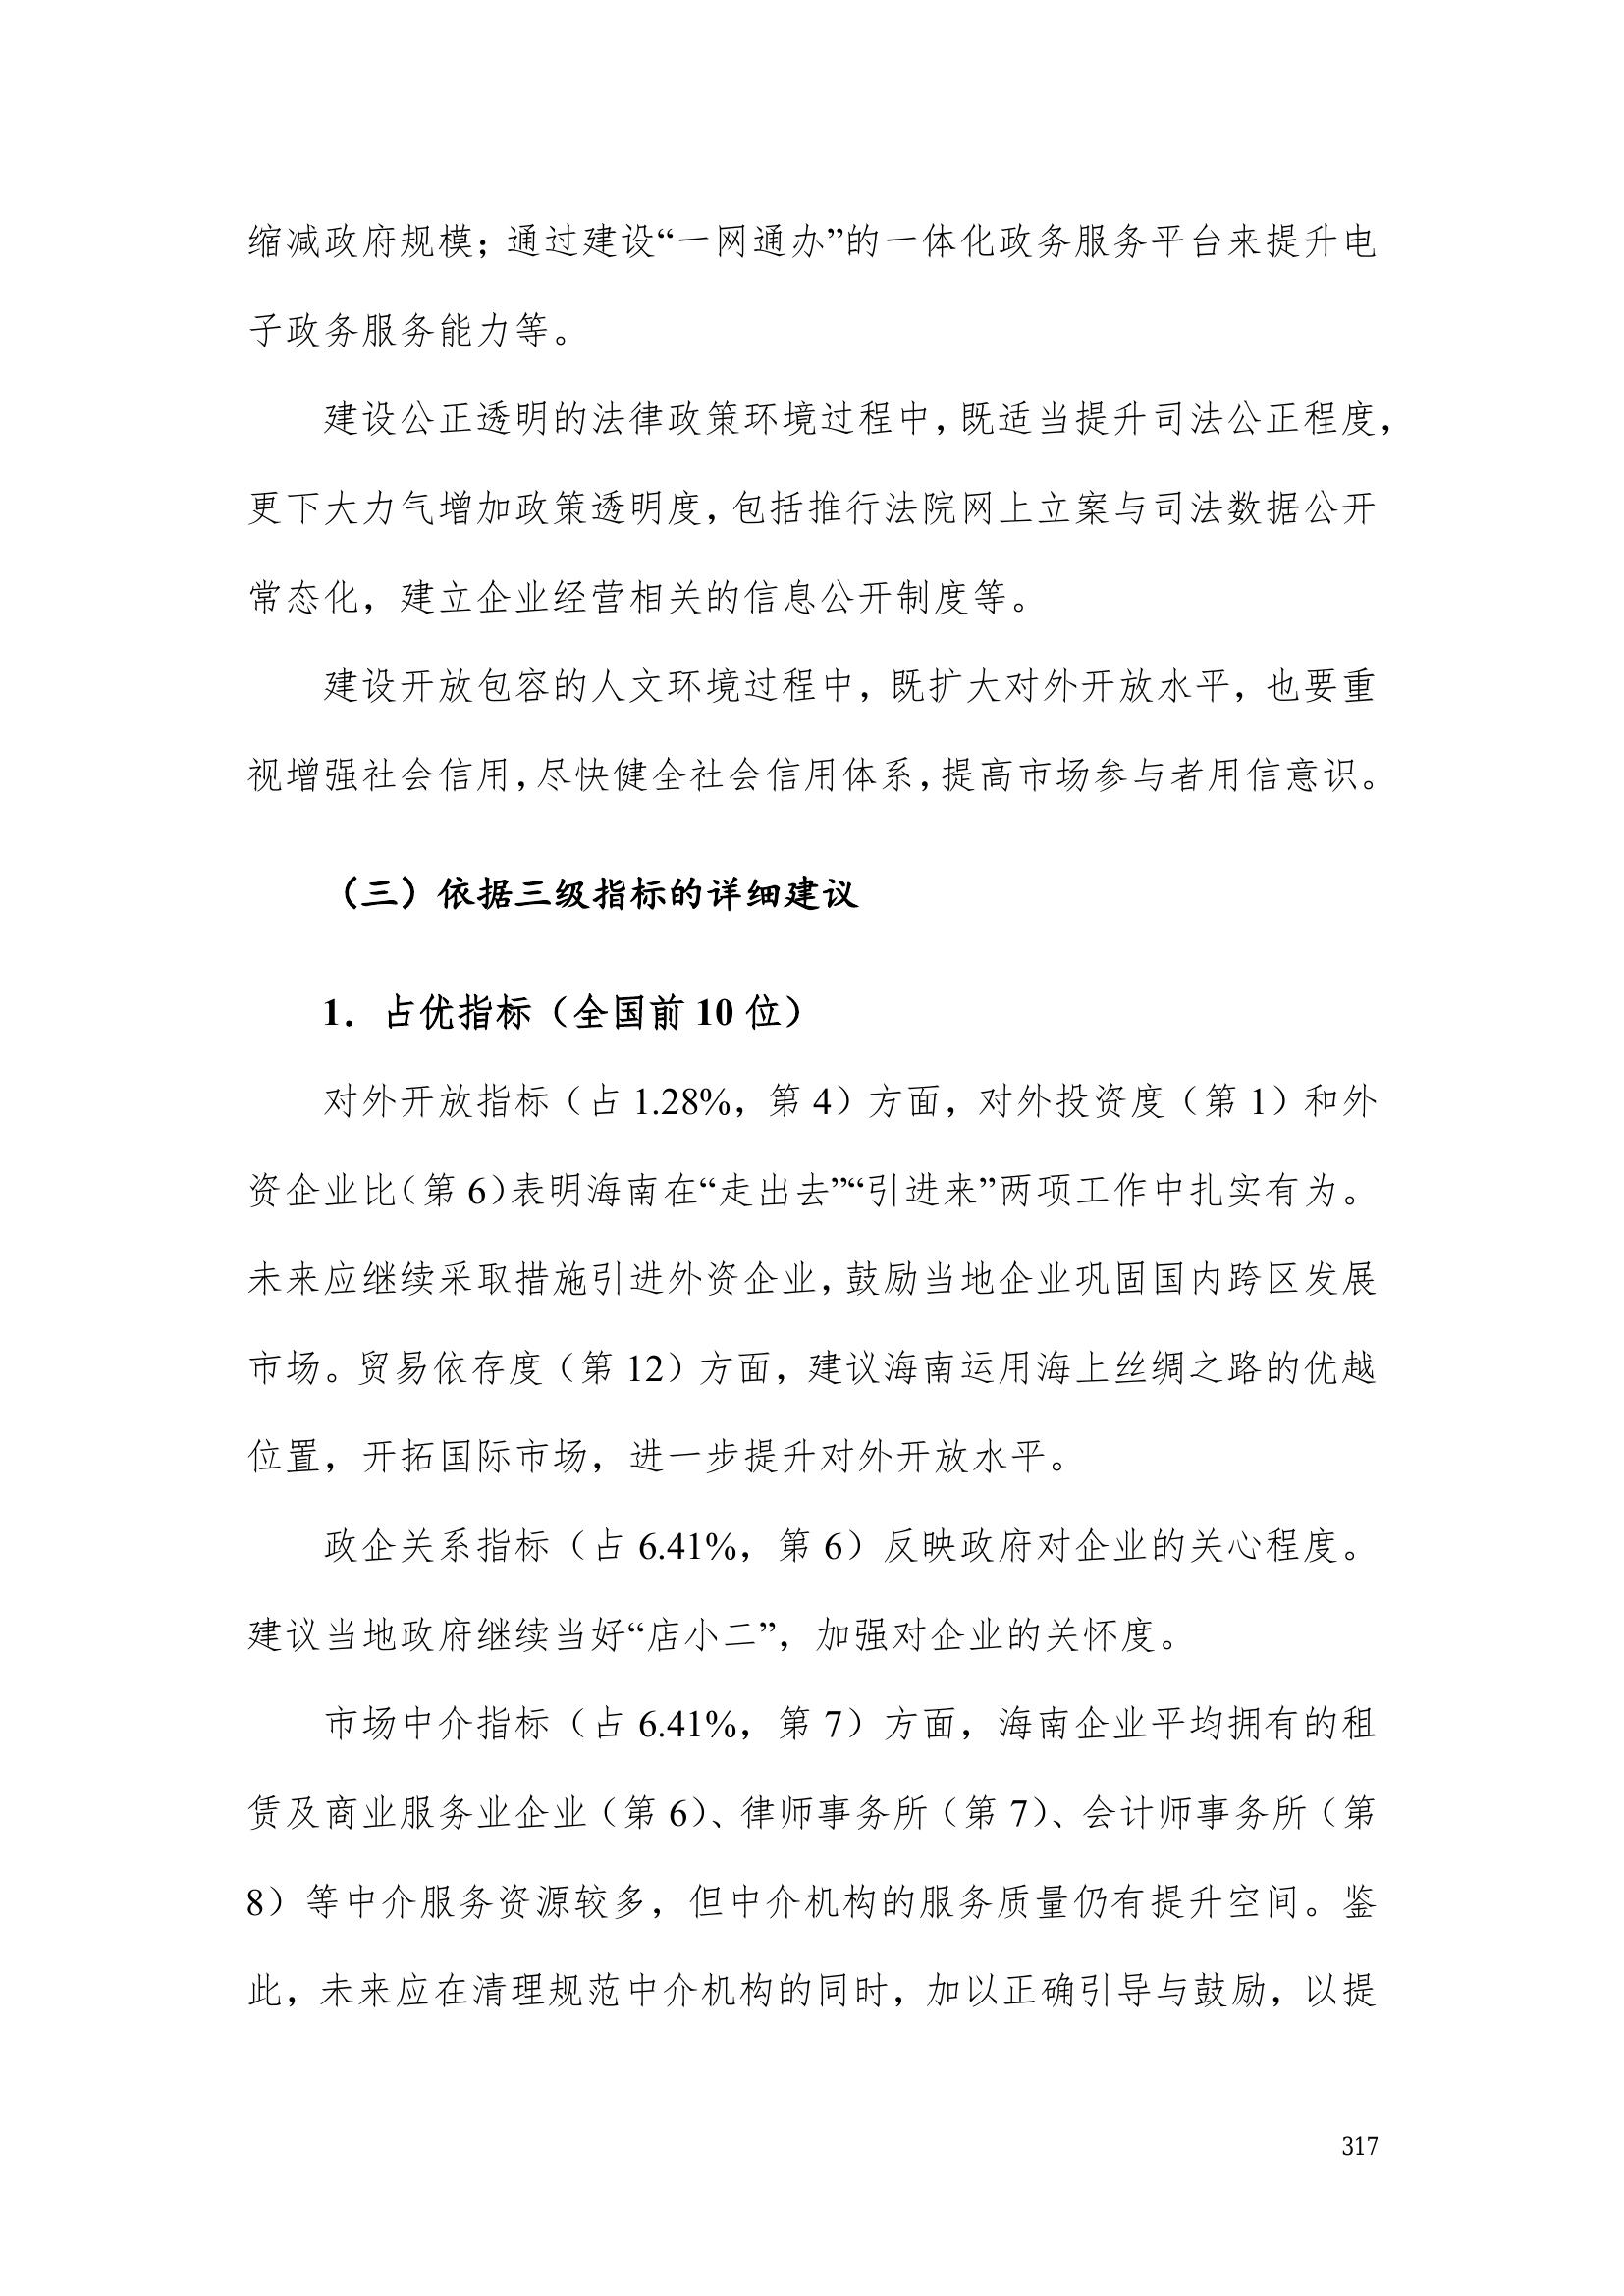 缩减政府规模；通过建设“一网通办”的一体化政务服务平台来提升电
子政务服务能力等。
建设公正透明的法律政策环境过程中，既适当提升司法公正程度，
更下大力气增加政策透明度，包括推行法院网上立案与司法数据公开
常态化，建立企业经营相关的信息公开制度等。
建设开放包容的人文环境过程中，既扩大对外开放水平，也要重
视增强社会信用，尽快健全社会信用体系，提高市场参与者用信意识。
（三）依据三级指标的详细建议
1．占优指标（全国前 10 位）
对外开放指标（占 1.28%，第 4）方面，对外投资度（第 1）和外
资企业比（第 6）表明海南在“走出去”“引进来”两项工作中扎实有为。
未来应继续采取措施引进外资企业，鼓励当地企业巩固国内跨区发展
市场。贸易依存度（第 12）方面，建议海南运用海上丝绸之路的优越
位置，开拓国际市场，进一步提升对外开放水平。
政企关系指标（占 6.41%，第 6）反映政府对企业的关心程度。
建议当地政府继续当好“店小二”，加强对企业的关怀度。
市场中介指标（占 6.41%，第 7）方面，海南企业平均拥有的租
赁及商业服务业企业（第 6）、律师事务所（第 7）、会计师事务所（第
8）等中介服务资源较多，但中介机构的服务质量仍有提升空间。鉴
此，未来应在清理规范中介机构的同时，加以正确引导与鼓励，以提
317